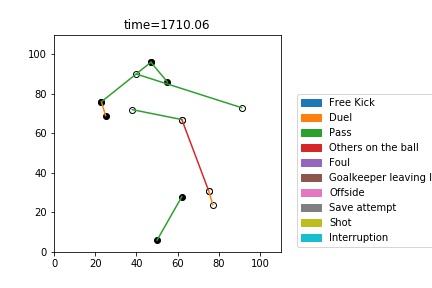 time=1710.06
100
80
60
40
20
0
0 20 40 60 80 100
Free Kick
Duel
Pass
Others on the ball
Foul
Goalkeeper leaving l
Offside
Save attempt
Shot
Interruption